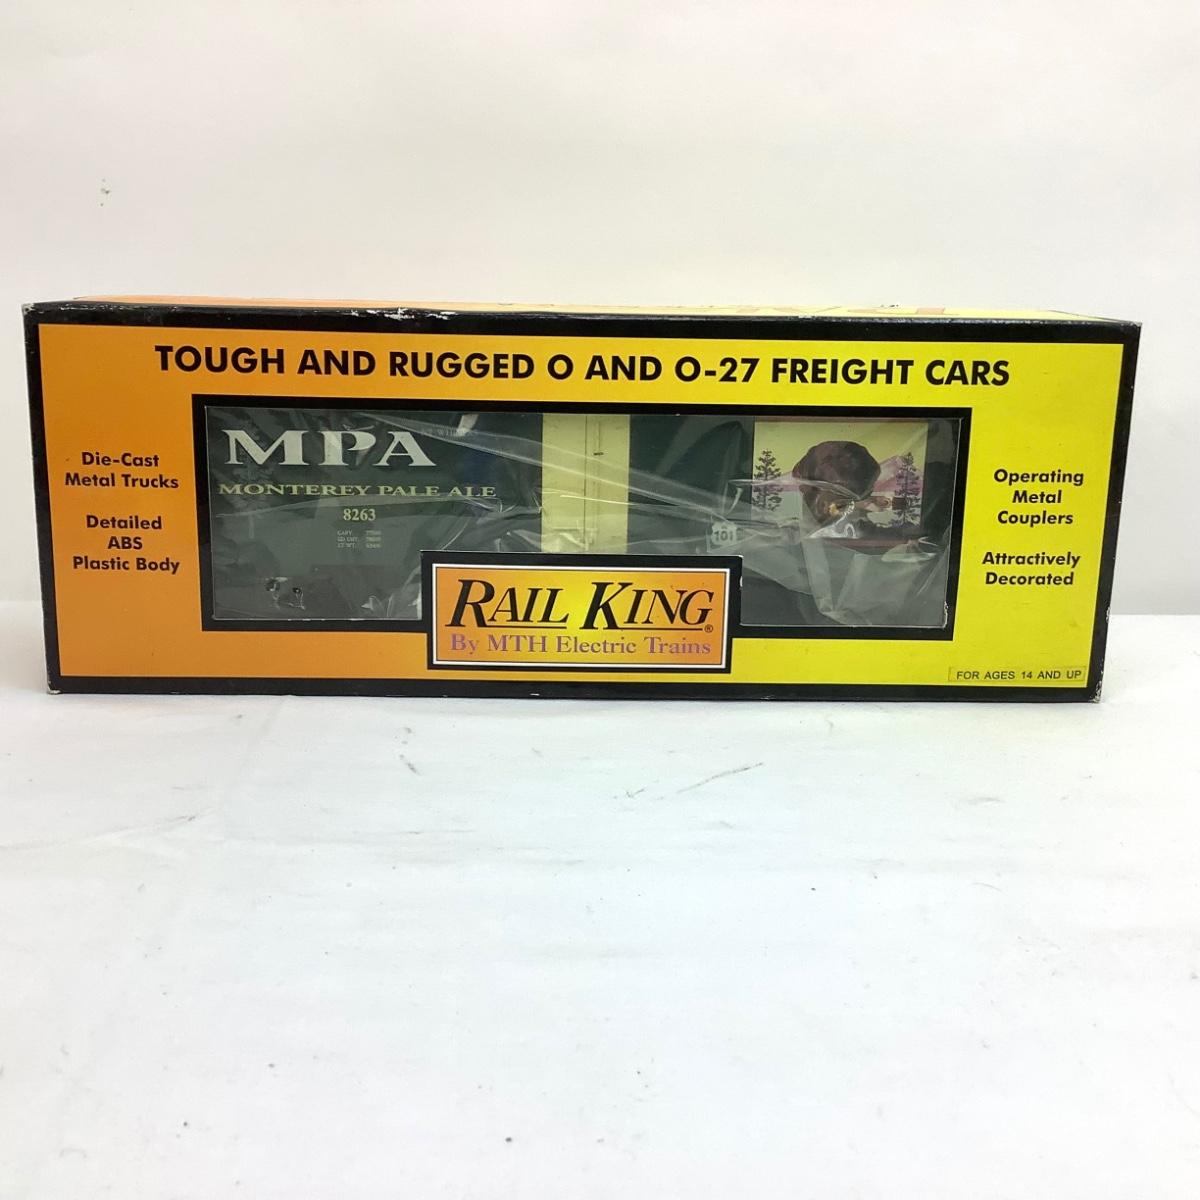 TOUGH AND RUGGED O AND O-27 FREIGHT CARS
Die-Cast
Metal Trucks
Detailed
ABS
Plastic Body
MPA
MONTEREY PALE ALE
8263
101
Operating
Metal
Couplers
Attractively
Decorated
RAIL KING®
By MTH Electric Trains
FOR AGES 14 AND UP